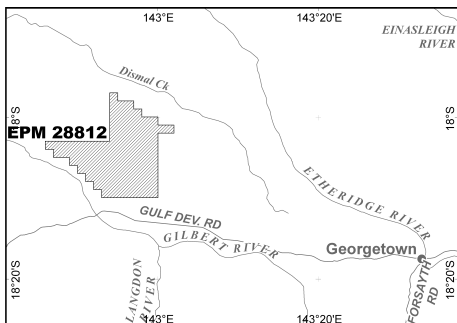 143°E
143°20'E
EINASLEIGH
RIVER
Dismal Ck
18°S
18°S
EPM 28812
ETHERIDGE RIVER
GULF DEV. RD
GILBERT RIVER
Georgetown
LANGDON
RIVER
FORSAYTH
RD
18°20'S
18°20'S
143°E
143°20'E